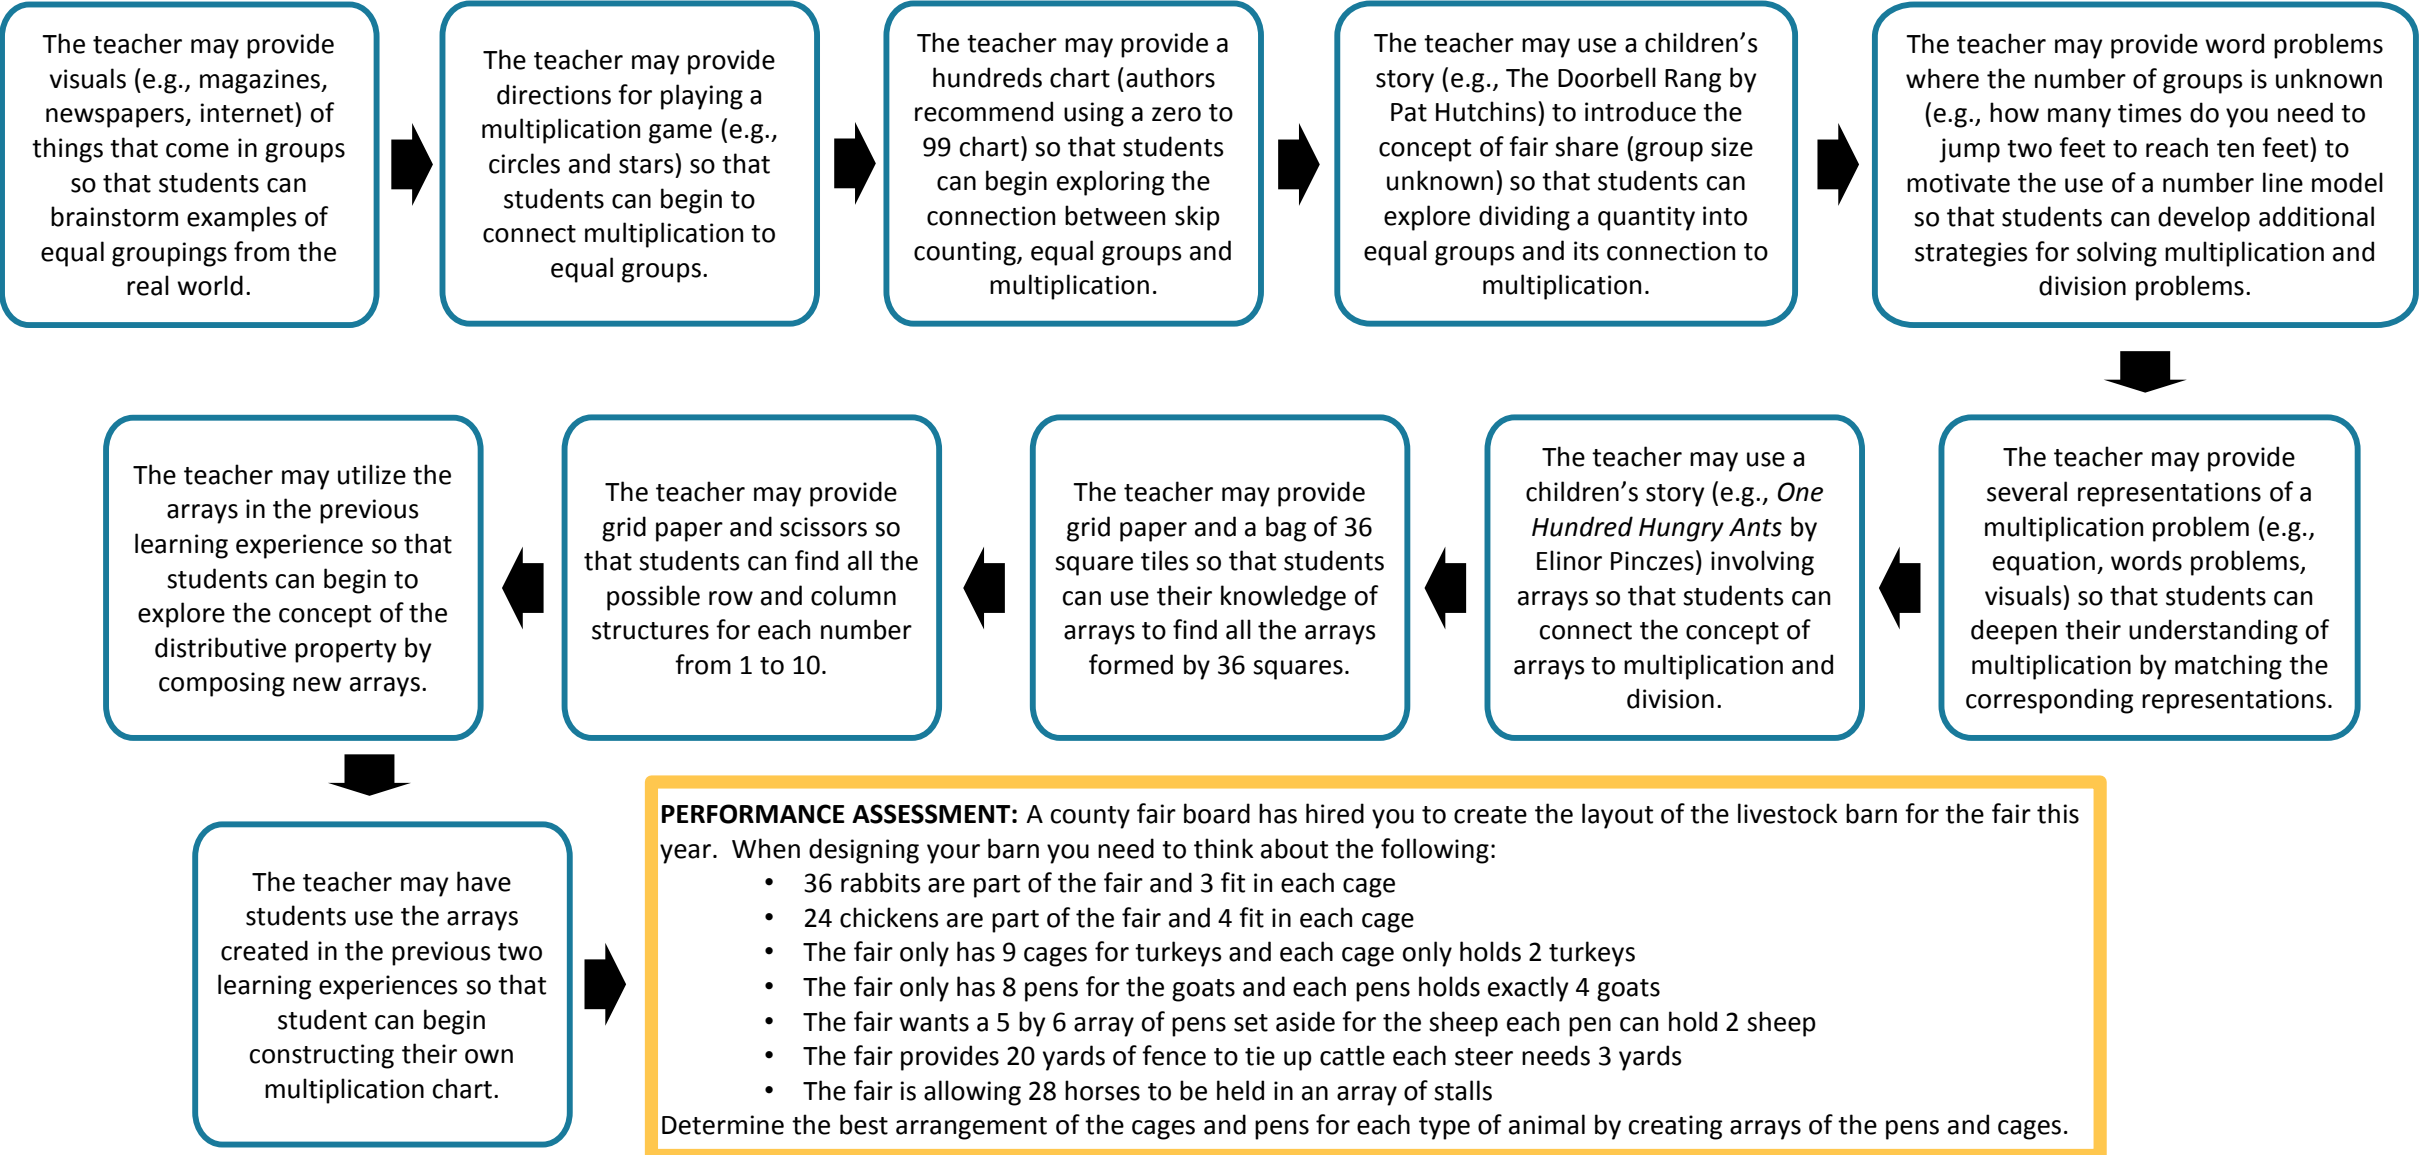 The teacher may provide
visuals (e.g., magazines,
newspapers, internet) of
things that come in groups
so that students can
brainstorm examples of
equal groupings from the
real world.
The teacher may provide
directions for playing a
multiplication game (e.g.,
circles and stars) so that
students can begin to
connect multiplication to
equal groups.
The teacher may provide a
hundreds chart (authors
recommend using a zero to
99 chart) so that students
can begin exploring the
connection between skip
counting, equal groups and
multiplication.
The teacher may use a children’s
story (e.g., The Doorbell Rang by
Pat Hutchins) to introduce the
concept of fair share (group size
unknown) so that students can
explore dividing a quantity into
equal groups and its connection to
multiplication.
The teacher may provide word problems
where the number of groups is unknown
(e.g., how many times do you need to
jump two feet to reach ten feet) to
motivate the use of a number line model
so that students can develop additional
strategies for solving multiplication and
division problems.
The teacher may provide
several representations of a
multiplication problem (e.g.,
equation, words problems,
visuals) so that students can
deepen their understanding of
multiplication by matching the
corresponding representations.
The teacher may use a
children’s story (e.g., One
Hundred Hungry Ants by
Elinor Pinczes) involving
arrays so that students can
connect the concept of
arrays to multiplication and
division.
The teacher may provide
grid paper and a bag of 36
square tiles so that students
can use their knowledge of
arrays to find all the arrays
formed by 36 squares.
The teacher may provide
grid paper and scissors so
that students can find all the
possible row and column
structures for each number
from 1 to 10.
The teacher may utilize the
arrays in the previous
learning experience so that
students can begin to
explore the concept of the
distributive property by
composing new arrays.
The teacher may have
students use the arrays
created in the previous two
learning experiences so that
student can begin
constructing their own
multiplication chart.
PERFORMANCE ASSESSMENT: A county fair board has hired you to create the layout of the livestock barn for the fair this
year. When designing your barn you need to think about the following:
• 36 rabbits are part of the fair and 3 fit in each cage
• 24 chickens are part of the fair and 4 fit in each cage
• The fair only has 9 cages for turkeys and each cage only holds 2 turkeys
• The fair only has 8 pens for the goats and each pens holds exactly 4 goats
• The fair wants a 5 by 6 array of pens set aside for the sheep each pen can hold 2 sheep
• The fair provides 20 yards of fence to tie up cattle each steer needs 3 yards
• The fair is allowing 28 horses to be held in an array of stalls
Determine the best arrangement of the cages and pens for each type of animal by creating arrays of the pens and cages.